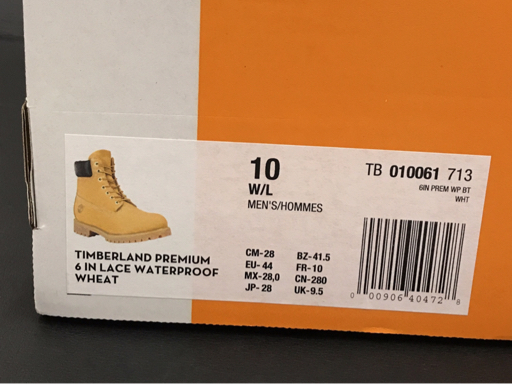 10
W/L
MEN'S/HOMMES
TB 010061 713
6IN PREM WP BT
WHT
TIMBERLAND PREMIUM
6 IN LACE WATERPROOF
WHEAT
CM-28 BZ-41.5
EU-44 FR-10
MX-28,0 CN-280
JP-28 UK-9.5
0 00906 40472 8